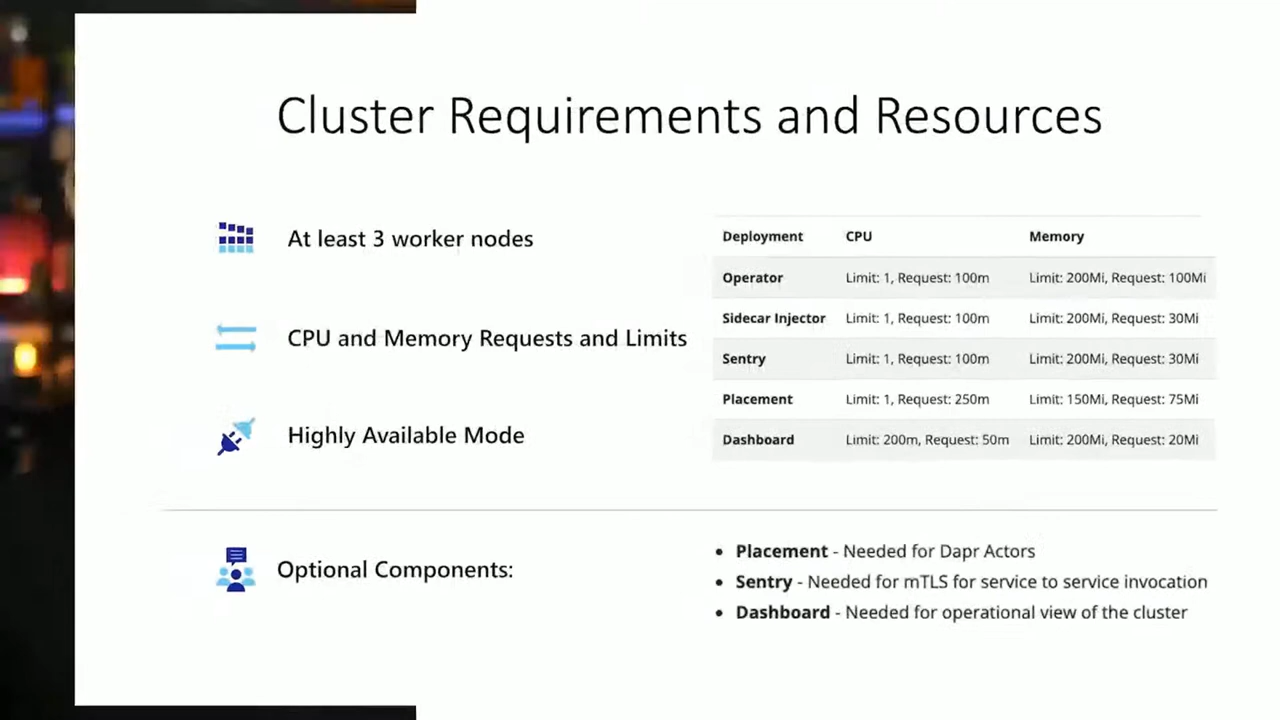 Cluster Requirements and Resources
At least 3 worker nodes
CPU and Memory Requests and Limits
Highly Available Mode
Deployment CPU Memory
Operator Limit: 1, Request: 100m Limit: 200Mi, Request: 100Mi
Sidecar Injector Limit: 1, Request: 100m Limit: 200Mi, Request: 30Mi
Sentry Limit: 1, Request: 100m Limit: 200Mi, Request: 30Mi
Placement Limit: 1, Request: 250m Limit: 150Mi, Request: 75Mi
Dashboard Limit: 200m, Request: 50m Limit: 200Mi, Request: 20Mi
Optional Components:
• Placement - Needed for Dapr Actors
• Sentry - Needed for mTLS for service to service invocation
• Dashboard - Needed for operational view of the cluster